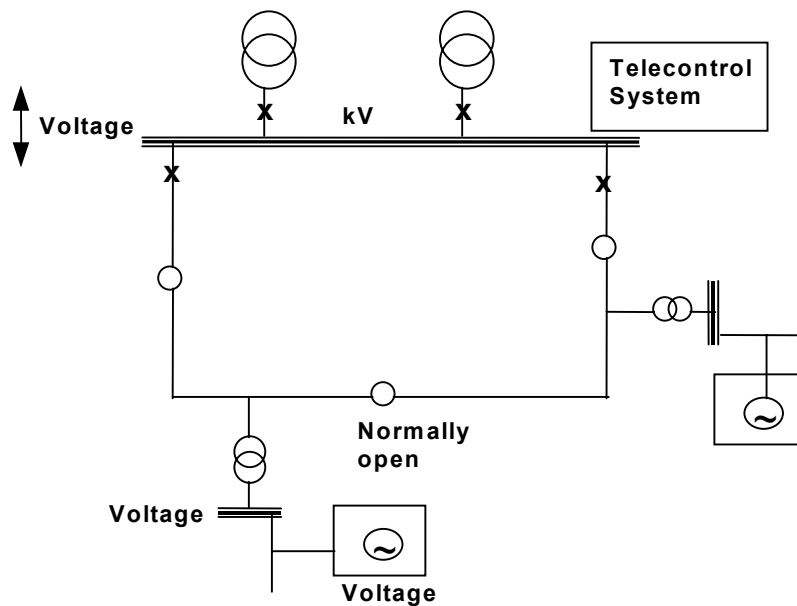 Telecontrol
System
Voltage
kV
x
x
x
x
Normally
open
~
Voltage
~
Voltage